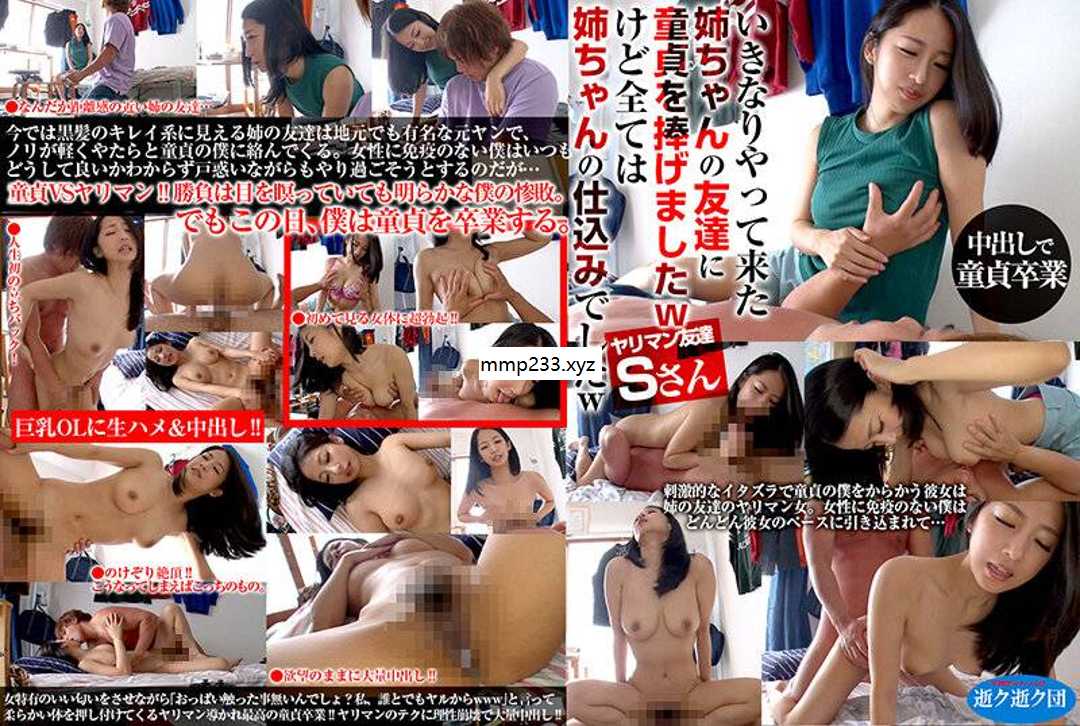 いきなりやって来た
姉ちゃんの友達に
童貞を捧げましたw
けど全ては
姉ちゃんの仕込みでしたw
中出しで
童貞卒業
ヤリマン友達
Sさん
刺激的なイタズラで童貞の僕をからかう彼女は
姉の友達のヤリマン女。女性に免疫のない僕は
どんどん彼女のペースに引き込まれて…
逝ク逝ク団
●なんだか距離感の近い姉の友達…
今では黒髪のキレイ系に見える姉の友達は地元でも有名な元ヤンで、
ノリが軽くやたらと童貞の僕に絡んでくる。女性に免疫のない僕はいつも
どうして良いかわからず戸惑いながらもやり過ごそうとするのだが…
童貞VSヤリマン!!勝負は目を瞑っていても明らかな僕の惨敗。
でもこの日、僕は童貞を卒業する。
●人生初の立ちバック!!
●初めて見る女体に超勃起!!
mmp233.xyz
巨乳OLに生ハメ&中出し!!
●のけぞり絶頂!!
こうなってしまえばこっちのもの。
●欲望のままに大量中出し!!
女特有のいい匂いをさせながら「おっぱい触った事無いんでしょ?私、誰とでもヤルからwww」と言って
柔らかい体を押し付けてくるヤリマン導かれ最高の童貞卒業!!ヤリマンのテクに理性崩壊で大量中出し!!